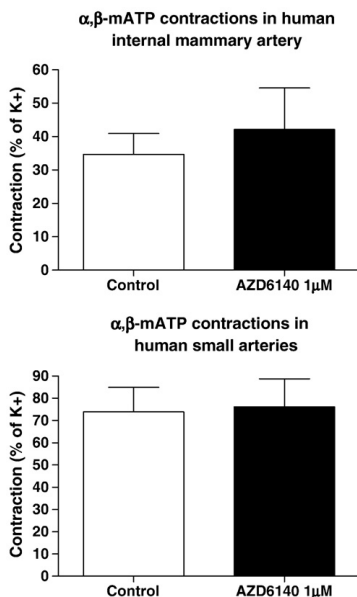 α,β-mATP contractions in human
internal mammary artery
Contraction (% of K+)
60
50
40
30
20
10
0
Control
AZD6140 1μM
α,β-mATP contractions in
human small arteries
Contraction (% of K+)
90
80
70
60
50
40
30
20
10
0
Control
AZD6140 1μM